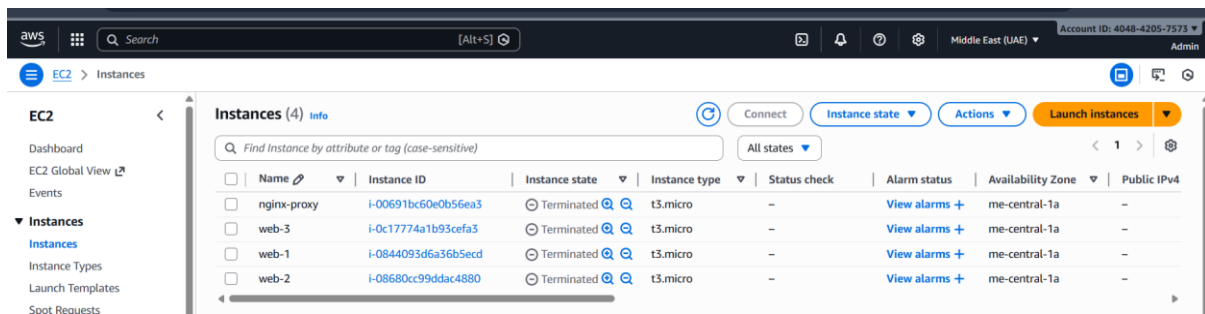 aws Search [Alt+S] Middle East (UAE) ▼ Account ID: 4048-4205-7573 ▼
Admin
EC2 > Instances
EC2
Dashboard
EC2 Global View
Events
▼ Instances
Instances
Instance Types
Launch Templates
Spot Requests
Instances (4) Info Connect Instance state ▼ Actions ▼ Launch instances ▼
Find Instance by attribute or tag (case-sensitive) All states ▼ < 1 >
Name Instance ID Instance state Instance type Status check Alarm status Availability Zone Public IPv4
nginx-proxy i-00691bc60e0b56ea3 Terminated t3.micro – View alarms + me-central-1a –
web-3 i-0c17774a1b93cefa3 Terminated t3.micro – View alarms + me-central-1a –
web-1 i-0844093d6a36b5ecd Terminated t3.micro – View alarms + me-central-1a –
web-2 i-08680cc99ddac4880 Terminated t3.micro – View alarms + me-central-1a –